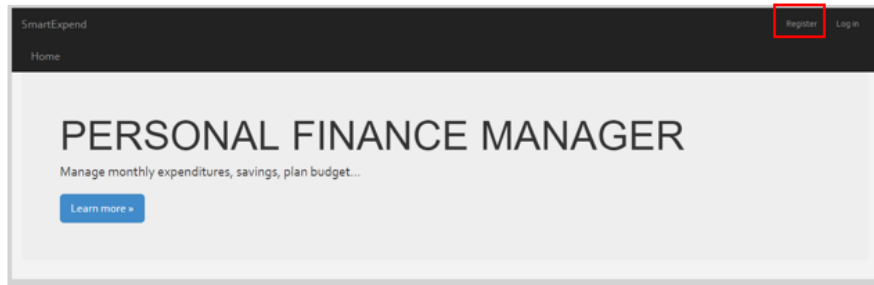 SmartExpend
Register Log in
Home
PERSONAL FINANCE MANAGER
Manage monthly expenditures, savings, plan budget...
Learn more »